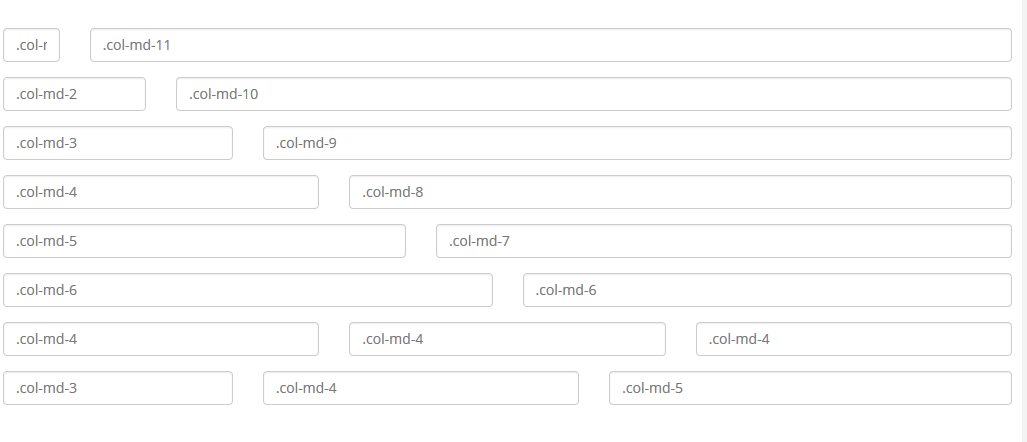 .col-r .col-md-11
.col-md-2 .col-md-10
.col-md-3 .col-md-9
.col-md-4 .col-md-8
.col-md-5 .col-md-7
.col-md-6 .col-md-6
.col-md-4 .col-md-4 .col-md-4
.col-md-3 .col-md-4 .col-md-5